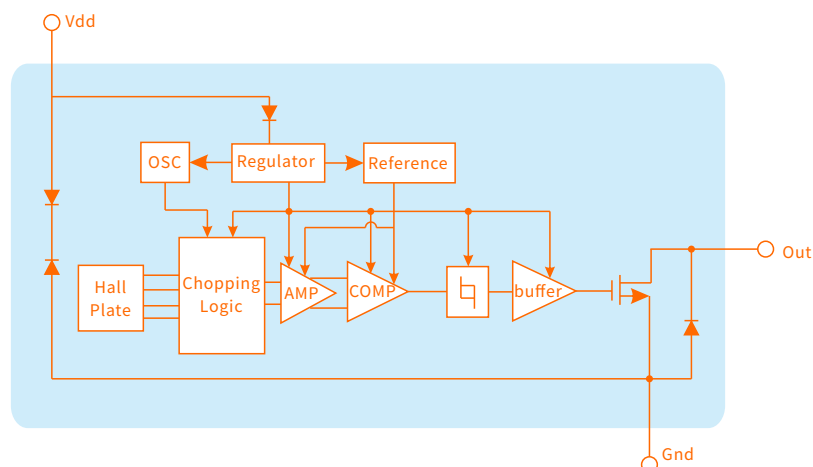 Vdd
OSC
Regulator
Reference
Out
Hall
Plate
Chopping
Logic
AMP
COMP
buffer
Gnd